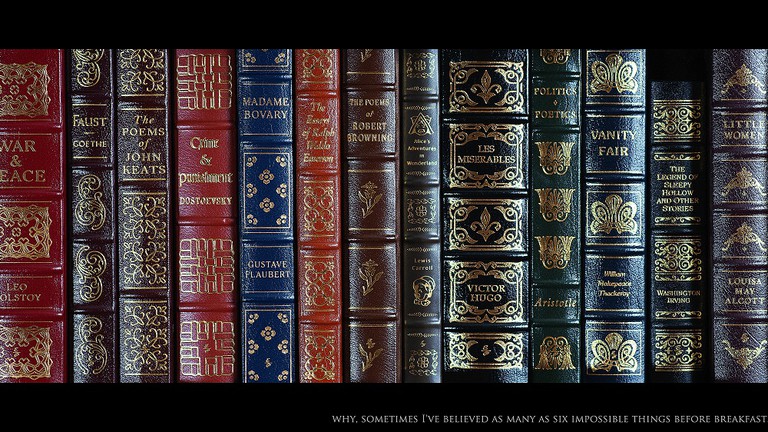 WAR
&
PEACE
LEO
TOLSTOY
FAUST
GOETHE
The
POEMS
of
JOHN
KEATS
Crime
&
Punishment
DOSTOEVSKY
MADAME
BOVARY
GUSTAVE
FLAUBERT
The
Essays
of Ralph
Waldo
Emerson
THE POEMS
OF
ROBERT
BROWNING
Alice's
Adventures
in
Wonderland
Lewis
Carroll
LES
MISERABLES
VICTOR
HUGO
POLITICS
&
POETICS
Aristotle
VANITY
FAIR
William
Makepeace
Thackeray
THE
LEGEND OF
SLEEPY
HOLLOW
AND OTHER
STORIES
WASHINGTON
IRVING
LITTLE
WOMEN
LOUISA
MAY
ALCOTT
WHY, SOMETIMES I'VE BELIEVED AS MANY AS SIX IMPOSSIBLE THINGS BEFORE BREAKFAST